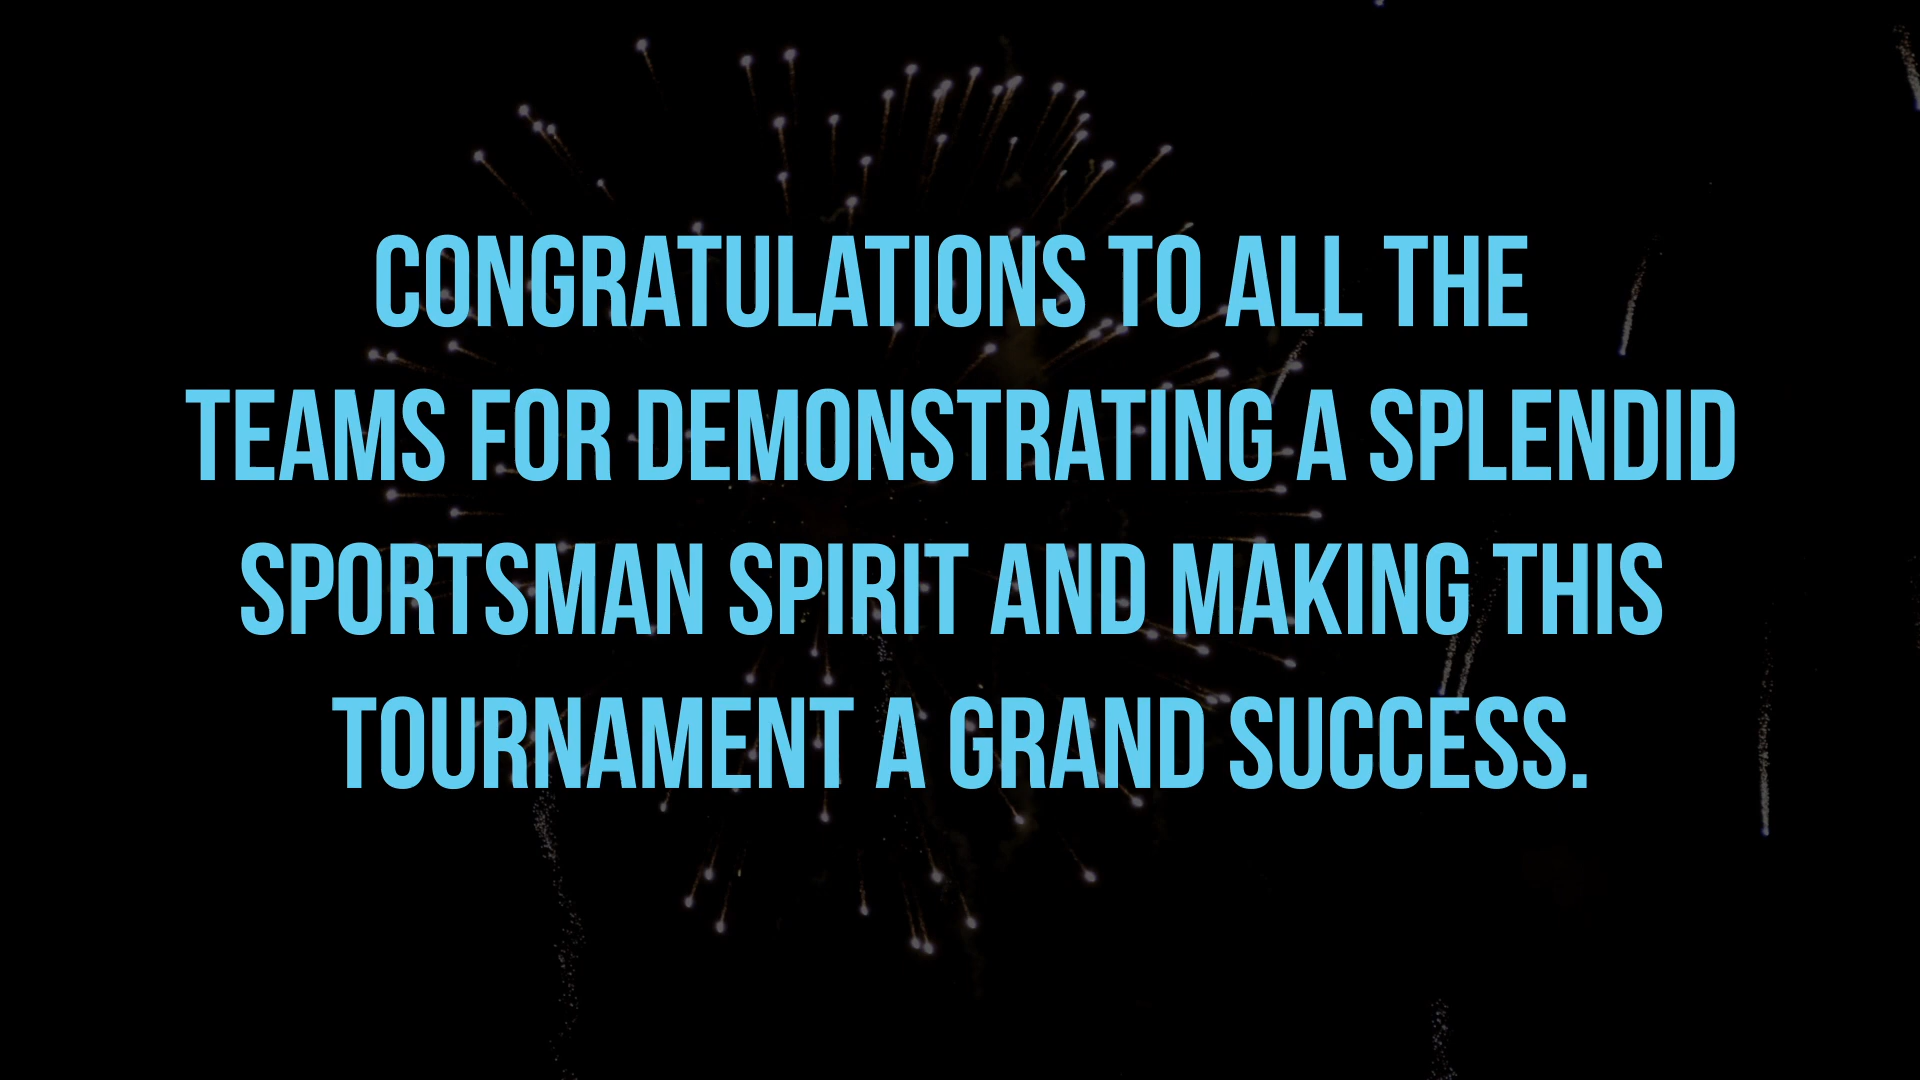 CONGRATULATIONS TO ALL THE
TEAMS FOR DEMONSTRATING A SPLENDID
SPORTSMAN SPIRIT AND MAKING THIS
TOURNAMENT A GRAND SUCCESS.